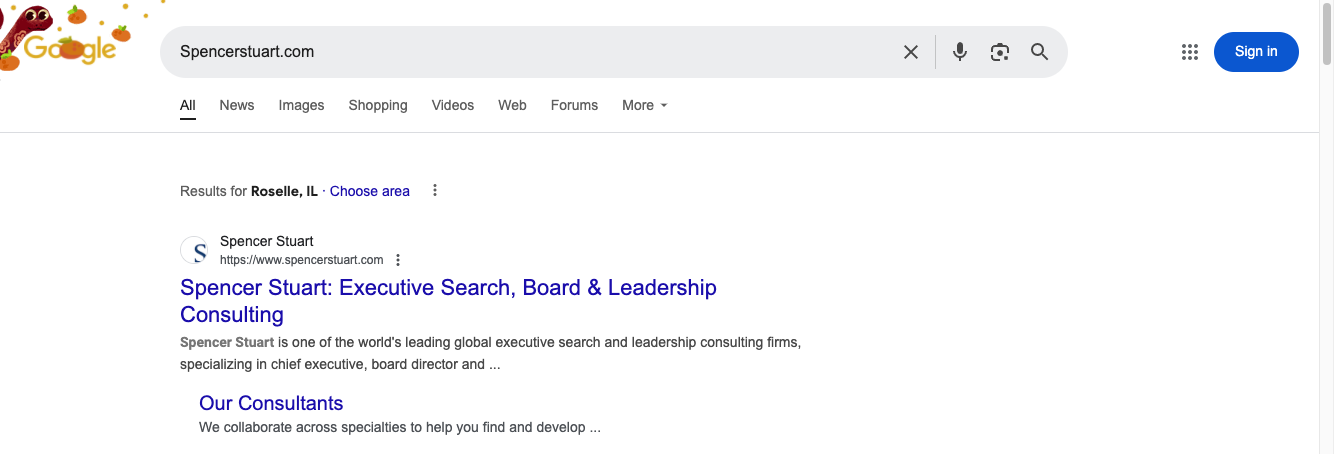 Google
Spencerstuart.com
Sign in
All News Images Shopping Videos Web Forums More
Results for Roselle, IL · Choose area
S
Spencer Stuart
https://www.spencerstuart.com
Spencer Stuart: Executive Search, Board & Leadership
Consulting
Spencer Stuart is one of the world's leading global executive search and leadership consulting firms,
specializing in chief executive, board director and ...
Our Consultants
We collaborate across specialties to help you find and develop ...